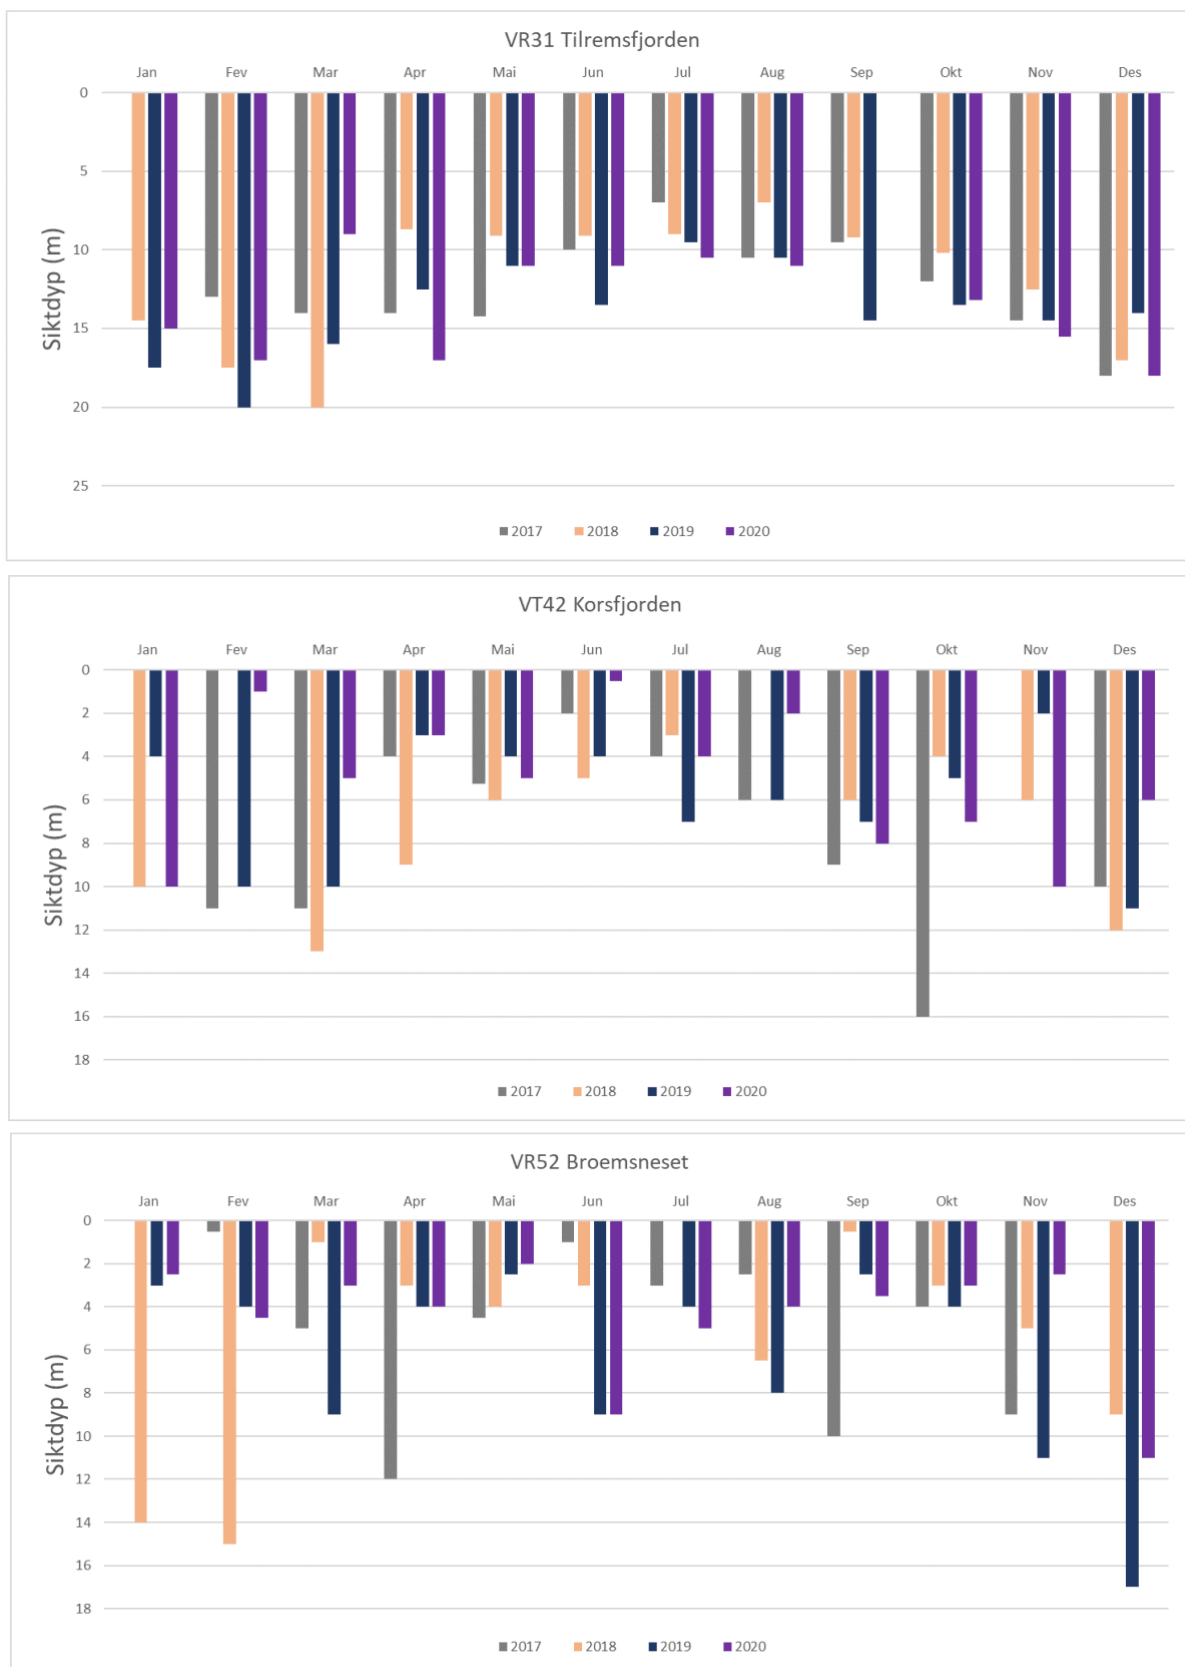 VR31 Tilremsfjorden
Jan Fev Mar Apr Mai Jun Jul Aug Sep Okt Nov Des
0
5
10
15
20
25
Siktdyp (m)
2017 2018 2019 2020
VT42 Korsfjorden
Jan Fev Mar Apr Mai Jun Jul Aug Sep Okt Nov Des
0
2
4
6
8
10
12
14
16
18
Siktdyp (m)
2017 2018 2019 2020
VR52 Broemsneset
Jan Fev Mar Apr Mai Jun Jul Aug Sep Okt Nov Des
0
2
4
6
8
10
12
14
16
18
Siktdyp (m)
2017 2018 2019 2020